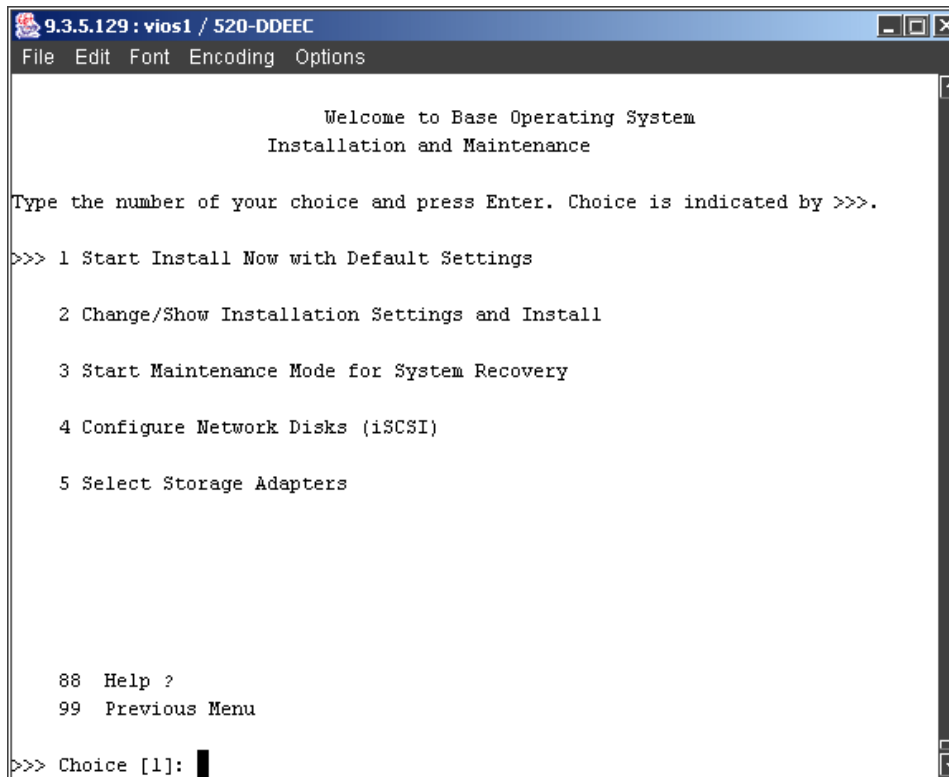 9.3.5.129 : vios1 / 520-DDEEC
File Edit Font Encoding Options
Welcome to Base Operating System
Installation and Maintenance
Type the number of your choice and press Enter. Choice is indicated by >>>.
>>> 1 Start Install Now with Default Settings
2 Change/Show Installation Settings and Install
3 Start Maintenance Mode for System Recovery
4 Configure Network Disks (iSCSI)
5 Select Storage Adapters
88 Help ?
99 Previous Menu
>>> Choice [1]: